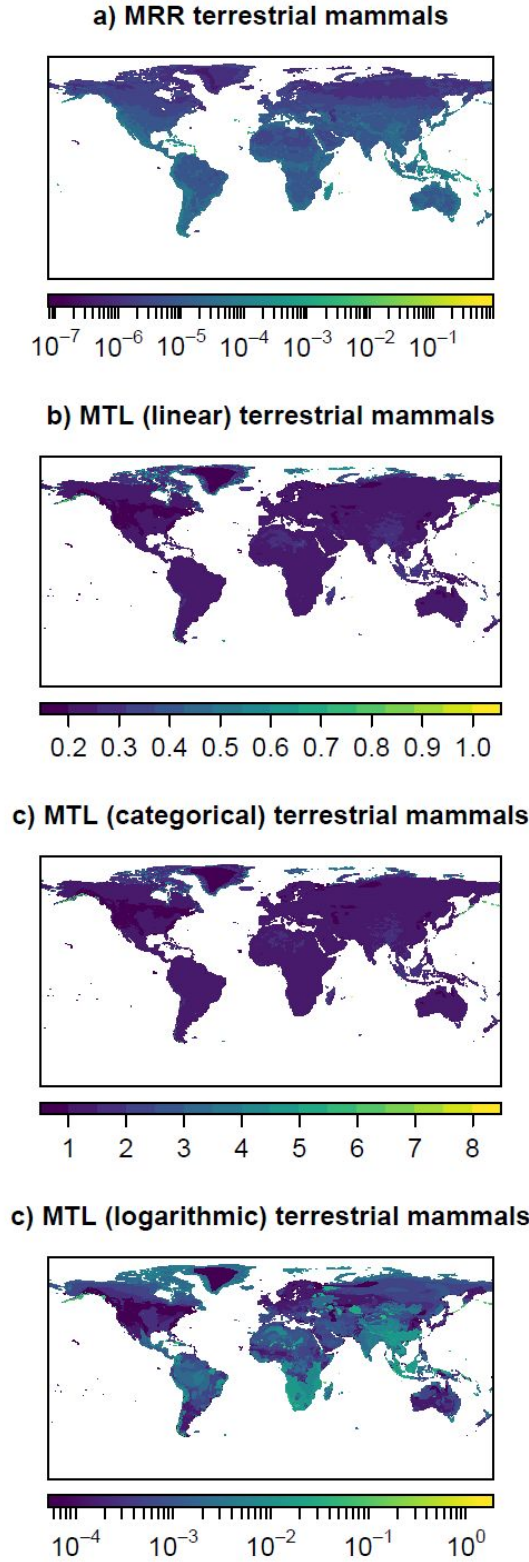 a) MRR terrestrial mammals
10⁻⁷ 10⁻⁶ 10⁻⁵ 10⁻⁴ 10⁻³ 10⁻² 10⁻¹
b) MTL (linear) terrestrial mammals
0.2 0.3 0.4 0.5 0.6 0.7 0.8 0.9 1.0
c) MTL (categorical) terrestrial mammals
1 2 3 4 5 6 7 8
c) MTL (logarithmic) terrestrial mammals
10⁻⁴ 10⁻³ 10⁻² 10⁻¹ 10⁰